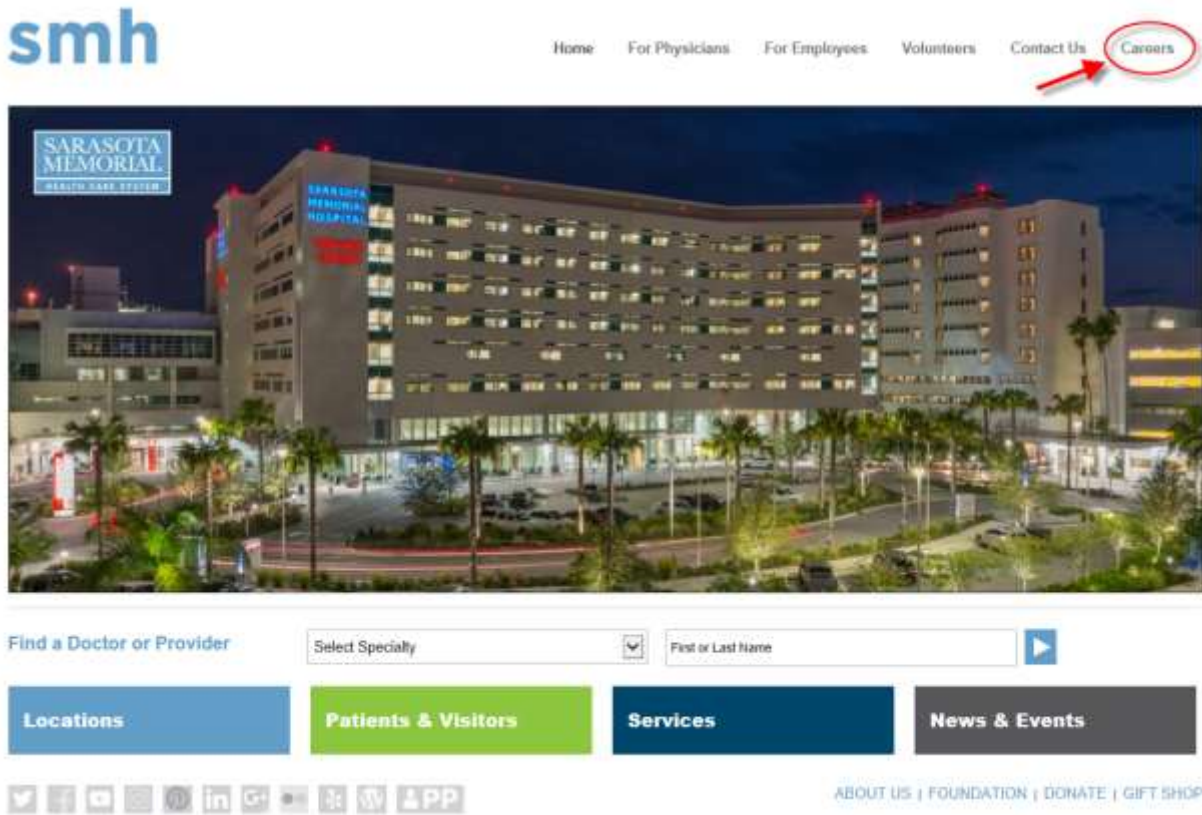 smh
Home For Physicians For Employees Volunteers Contact Us Careers
SARASOTA
MEMORIAL
HEALTH CARE SYSTEM
SARASOTA
MEMORIAL
HOSPITAL
Find a Doctor or Provider Select Specialty First or Last Name
Locations Patients & Visitors Services News & Events
in G+ APP
ABOUT US | FOUNDATION | DONATE | GIFT SHOP